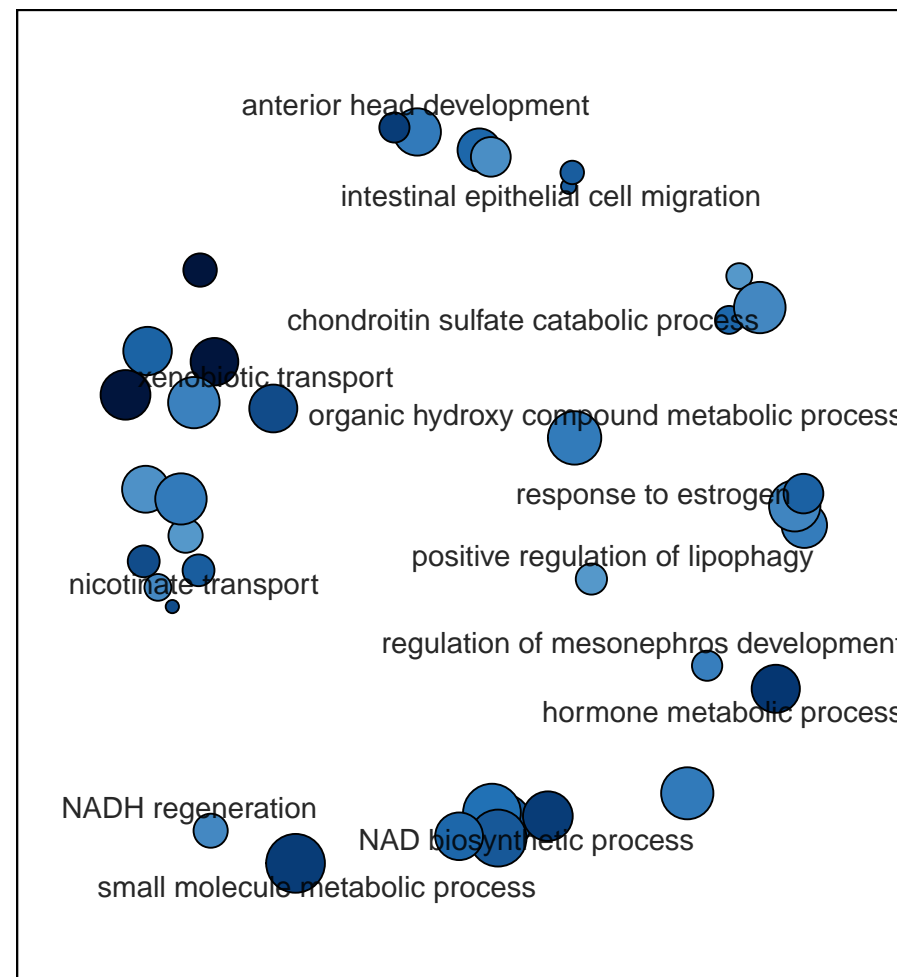 anterior head development
intestinal epithelial cell migration
chondroitin sulfate catabolic process
xenobiotic transport
organic hydroxy compound metabolic process
response to estrogen
positive regulation of lipophagy
nicotinate transport
regulation of mesonephros development
hormone metabolic process
NADH regeneration
NAD biosynthetic process
small molecule metabolic process